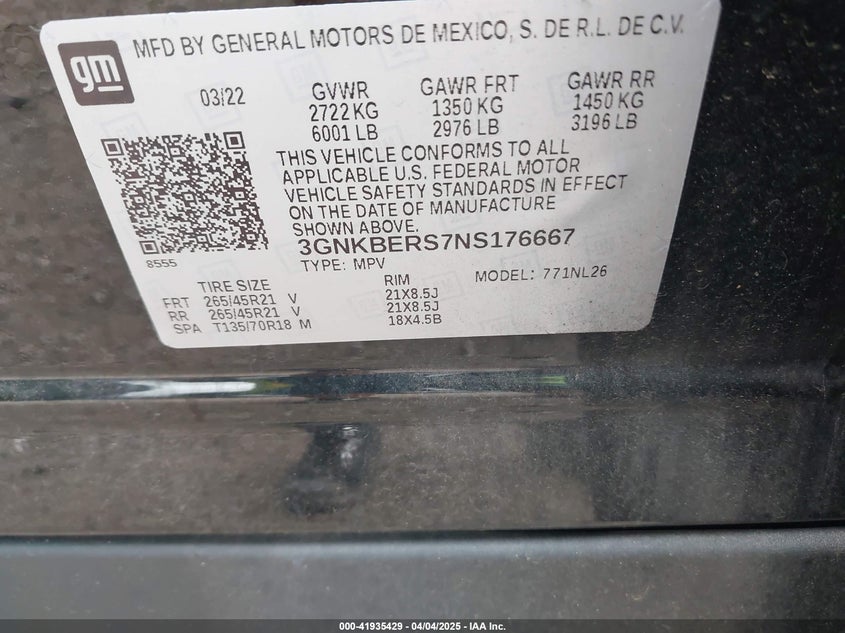 gm
MFD BY GENERAL MOTORS DE MEXICO, S. DE R.L. DE C.V.
03/22 GVWR GAWR FRT GAWR RR
2722 KG 1350 KG 1450 KG
6001 LB 2976 LB 3196 LB
THIS VEHICLE CONFORMS TO ALL
APPLICABLE U.S. FEDERAL MOTOR
VEHICLE SAFETY STANDARDS IN EFFECT
ON THE DATE OF MANUFACTURE
SHOWN ABOVE.
3GNKBERS7NS176667
8555 TYPE: MPV MODEL: 771NL26
TIRE SIZE RIM
FRT 265/45R21 V 21X8.5J
RR 265/45R21 V 21X8.5J
SPA T135/70R18 M 18X4.5B
000-41935429 - 04/04/2025 - IAA Inc.